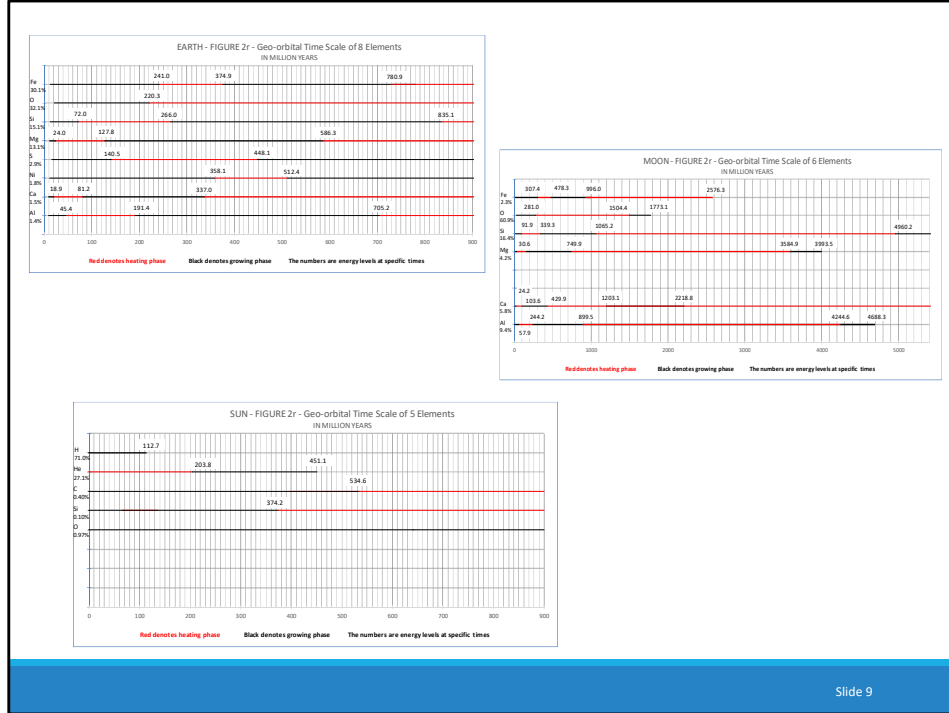 EARTH - FIGURE 2r - Geo-orbital Time Scale of 8 Elements
IN MILLION YEARS
241.0 374.9 780.9
Fe
30.1%
220.3
O
32.1%
72.0 266.0 835.1
Si
15.1%
24.0 127.8 586.3
Mg
13.1%
140.5 448.1
S
2.9%
358.1 512.4
Ni
1.8%
18.9 81.2 337.0
Ca
1.5%
45.4 191.4 705.2
Al
1.4%
0 100 200 300 400 500 600 700 800 900
Red denotes heating phase Black denotes growing phase The numbers are energy levels at specific times
MOON - FIGURE 2r - Geo-orbital Time Scale of 6 Elements
IN MILLION YEARS
307.4 478.3 996.0 2576.3
Fe
2.3%
281.0 1504.4 1773.1
O
60.9%
91.9 339.3 1065.2 4960.2
Si
16.4%
30.6 749.9 3584.9 3993.5
Mg
4.2%
24.2
103.6 429.9 1203.1 2218.8
Ca
5.8%
244.2 899.5 4244.6 4688.3
Al
9.4%
57.9
0 1000 2000 3000 4000 5000
Red denotes heating phase Black denotes growing phase The numbers are energy levels at specific times
SUN - FIGURE 2r - Geo-orbital Time Scale of 5 Elements
IN MILLION YEARS
112.7
H
71.0%
203.8 451.1
He
27.1%
534.6
C
0.40%
374.2
Si
0.10%
O
0.97%
0 100 200 300 400 500 600 700 800 900
Red denotes heating phase Black denotes growing phase The numbers are energy levels at specific times
Slide 9